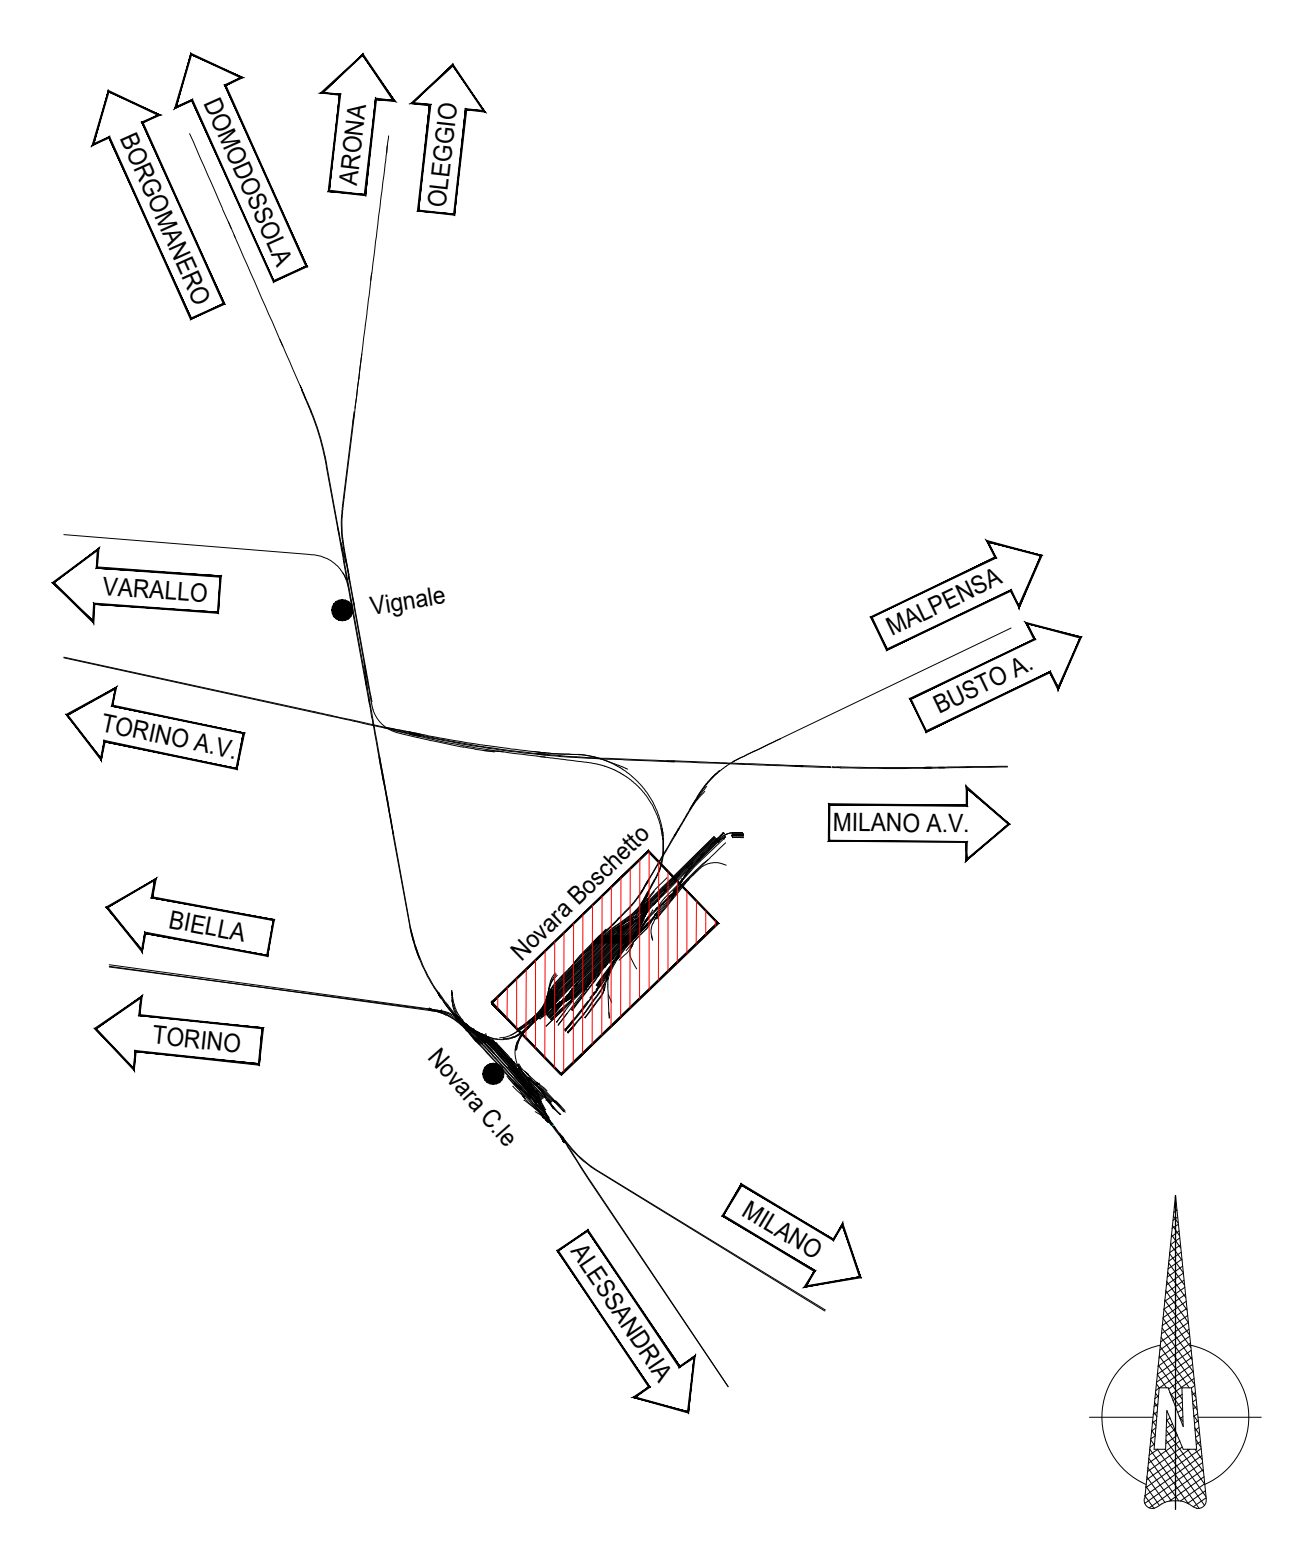 DOMODOSSOLA
BORGOMANERO
ARONA
OLEGGIO
VARALLO
Vignale
MALPENSA
BUSTO A.
TORINO A.V.
MILANO A.V.
Novara Boschetto
BIELLA
TORINO
Novara C.le
MILANO
ALESSANDRIA
N